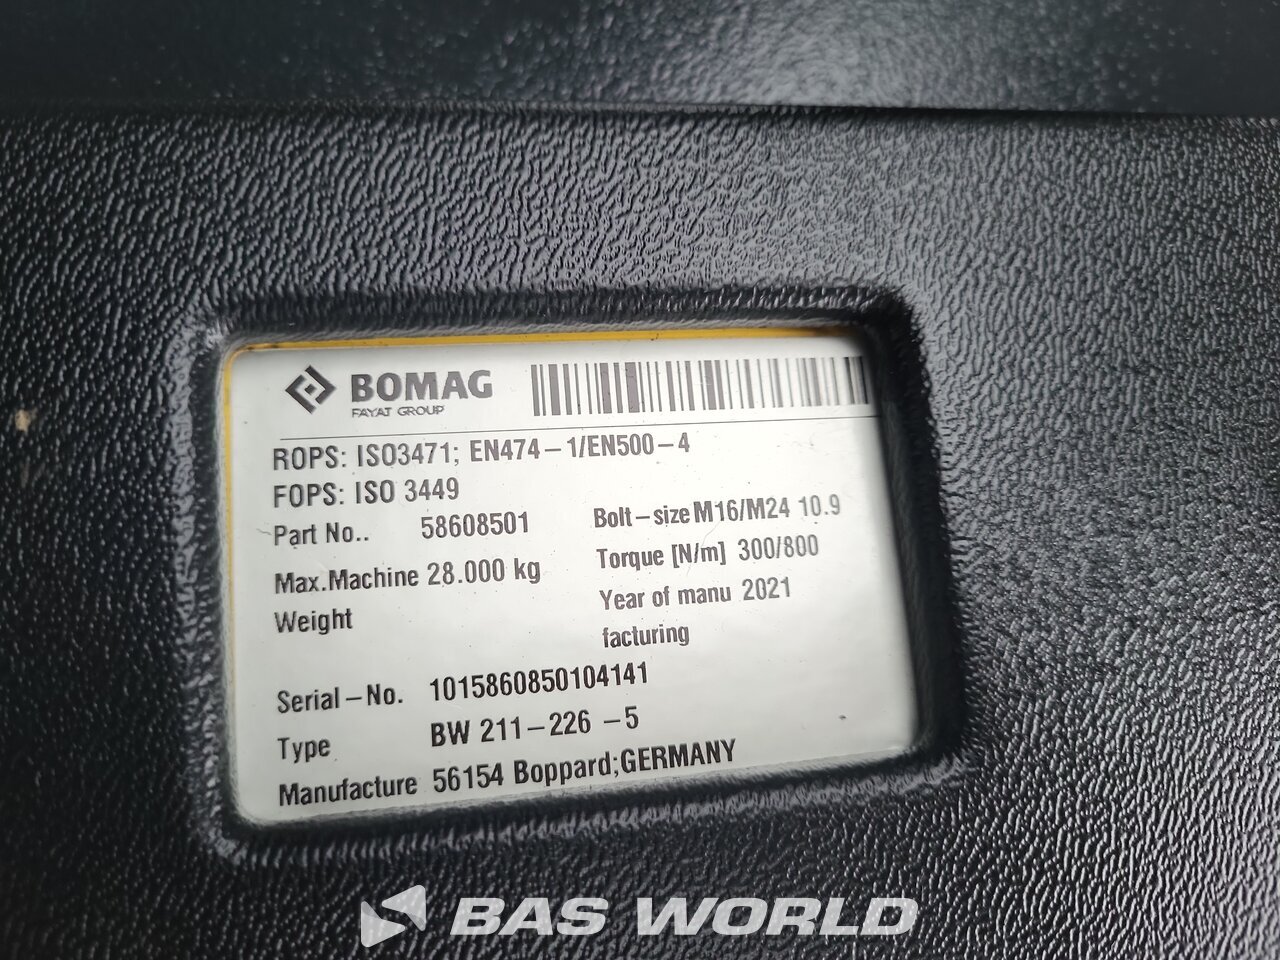 BOMAG
FAYAT GROUP
ROPS: ISO3471; EN474-1/EN500-4
FOPS: ISO 3449
Part No.. 58608501 Bolt-size M16/M24 10.9
Max.Machine 28.000 kg Torque [N/m] 300/800
Weight Year of manu 2021
facturing
Serial-No. 1015860850104141
Type BW 211-226 -5
Manufacture 56154 Boppard;GERMANY
BAS WORLD